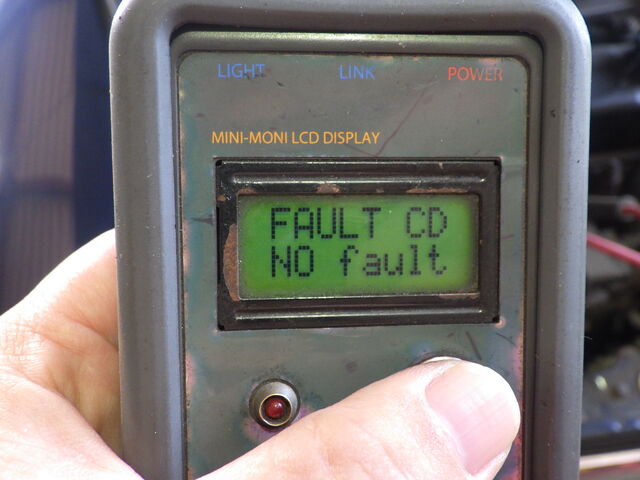 LIGHT LINK POWER
MINI-MONI LCD DISPLAY
FAULT CD
NO fault